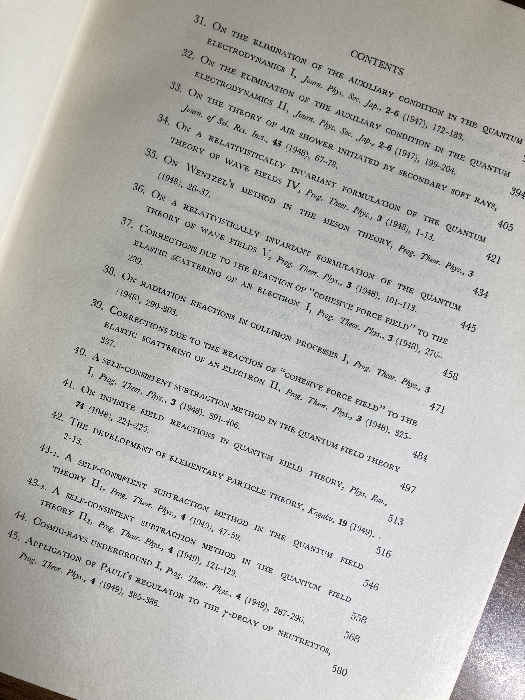 CONTENTS
31. ON THE ELIMINATION OF THE AUXILIARY CONDITION IN THE QUANTUM
ELECTRODYNAMICS I, Journ. Phys. Soc. Jap., 2-6 (1947), 172-183.
32. ON THE ELIMINATION OF THE AUXILIARY CONDITION IN THE QUANTUM
ELECTRODYNAMICS II, Journ. Phys. Soc. Jap., 2-6 (1947), 199-204. 394
33. ON THE THEORY OF AIR SHOWER INITIATED BY SECONDARY SOFT RAYS,
Journ. of Sci. Res. Inst., 43 (1948), 67-78. 405
34. ON A RELATIVISTICALLY INVARIANT FORMULATION OF THE QUANTUM
THEORY OF WAVE FIELDS IV, Prog. Theor. Phys., 3 (1948), 1-13. 421
35. ON WENTZEL'S METHOD IN THE MESON THEORY, Prog. Theor. Phys., 3
(1948), 26-37. 434
36. ON A RELATIVISTICALLY INVARIANT FORMULATION OF THE QUANTUM
THEORY OF WAVE FIELDS V, Prog. Theor. Phys., 3 (1948), 101-113. 445
37. CORRECTIONS DUE TO THE REACTION OF "COHESIVE FORCE FIELD" TO THE
ELASTIC SCATTERING OF AN ELECTRON I, Prog. Theor. Phys., 3 (1948), 276-
290. 458
38. ON RADIATION REACTIONS IN COLLISION PROCESSES I, Prog. Theor. Phys., 3
(1948), 290-303. 471
39. CORRECTIONS DUE TO THE REACTION OF "COHESIVE FORCE FIELD" TO THE
ELASTIC SCATTERING OF AN ELECTRON II, Prog. Theor. Phys., 3 (1948), 325-
337. 484
40. A SELF-CONSISTENT SUBTRACTION METHOD IN THE QUANTUM FIELD THEORY
I, Prog. Theor. Phys., 3 (1948), 391-406. 497
41. ON INFINITE FIELD REACTIONS IN QUANTUM FIELD THEORY, Phys. Rev.,
74 (1948), 224-225. 513
42. THE DEVELOPMENT OF ELEMENTARY PARTICLE THEORY, Kagaku, 19 (1949),
2-13. 516
43-1. A SELF-CONSISTENT SUBTRACTION METHOD IN THE QUANTUM FIELD
THEORY II1, Prog. Theor. Phys., 4 (1949), 47-59. 546
43-2. A SELF-CONSISTENT SUBTRACTION METHOD IN THE QUANTUM FIELD
THEORY II2, Prog. Theor. Phys., 4 (1949), 121-129. 558
44. COSMIC-RAYS UNDERGROUND I, Prog. Theor. Phys., 4 (1949), 287-296. 568
45. APPLICATION OF PAULI'S REGULATOR TO THE γ-DECAY OF NEUTRETTOS,
Prog. Theor. Phys., 4 (1949), 385-386. 580